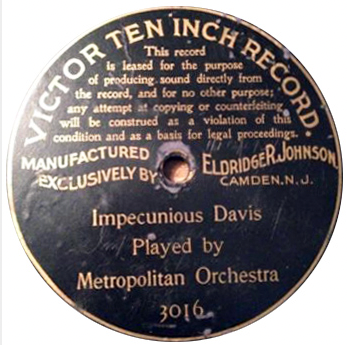 VICTOR TEN INCH RECORD.
This record
is leased for the purpose
of producing sound directly from
the record, and for no other purpose;
any attempt at copying or counterfeiting
will be construed as a violation of this
condition and as a basis for legal proceedings.
MANUFACTURED
EXCLUSIVELY BY
ELDRIDGE R. JOHNSON
CAMDEN, N. J.
Impecunious Davis
Played by
Metropolitan Orchestra
3016